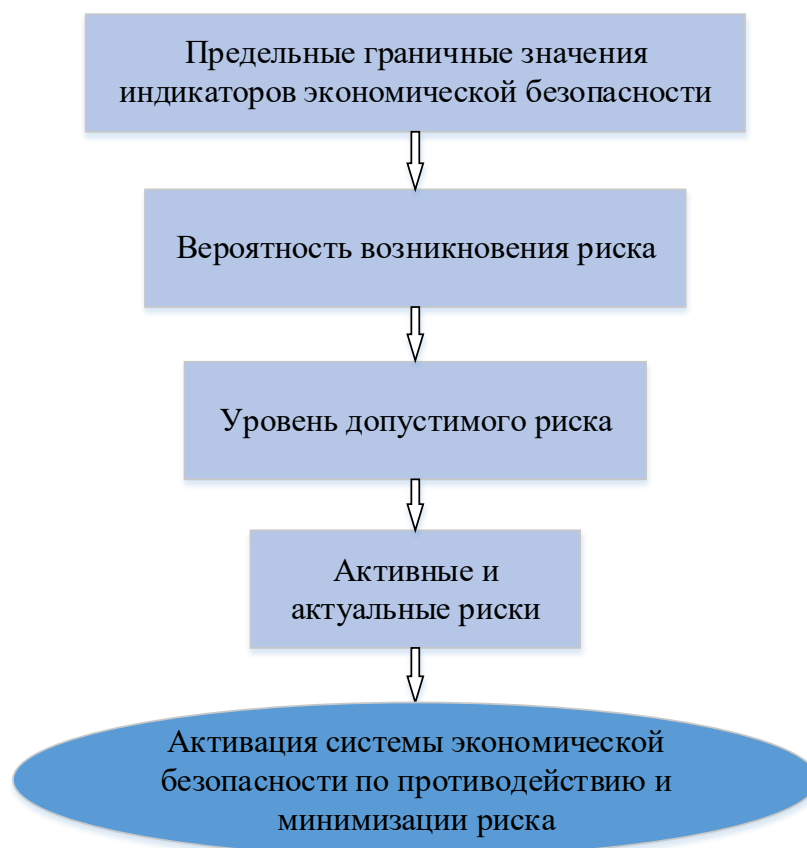 Предельные граничные значения
индикаторов экономической безопасности
Вероятность возникновения риска
Уровень допустимого риска
Активные и
актуальные риски
Активация системы экономической
безопасности по противодействию и
минимизации риска